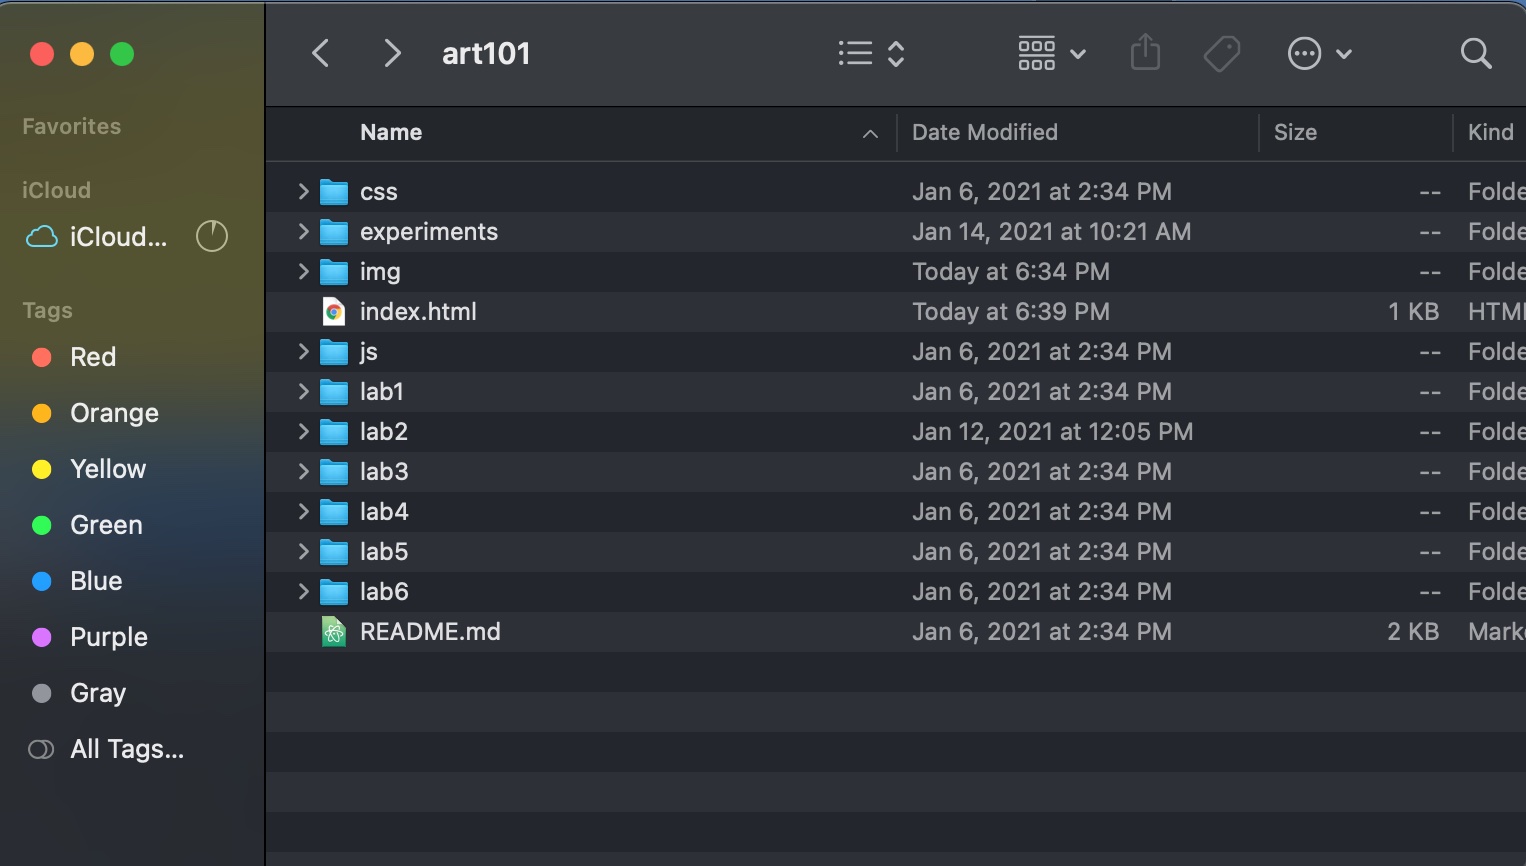 art101
Favorites
iCloud
iCloud...
Tags
Red
Orange
Yellow
Green
Blue
Purple
Gray
All Tags...
Name Date Modified Size Kind
css Jan 6, 2021 at 2:34 PM -- Folde
experiments Jan 14, 2021 at 10:21 AM -- Folde
img Today at 6:34 PM -- Folde
index.html Today at 6:39 PM 1 KB HTM
js Jan 6, 2021 at 2:34 PM -- Folde
lab1 Jan 6, 2021 at 2:34 PM -- Folde
lab2 Jan 12, 2021 at 12:05 PM -- Folde
lab3 Jan 6, 2021 at 2:34 PM -- Folde
lab4 Jan 6, 2021 at 2:34 PM -- Folde
lab5 Jan 6, 2021 at 2:34 PM -- Folde
lab6 Jan 6, 2021 at 2:34 PM -- Folde
README.md Jan 6, 2021 at 2:34 PM 2 KB Mark